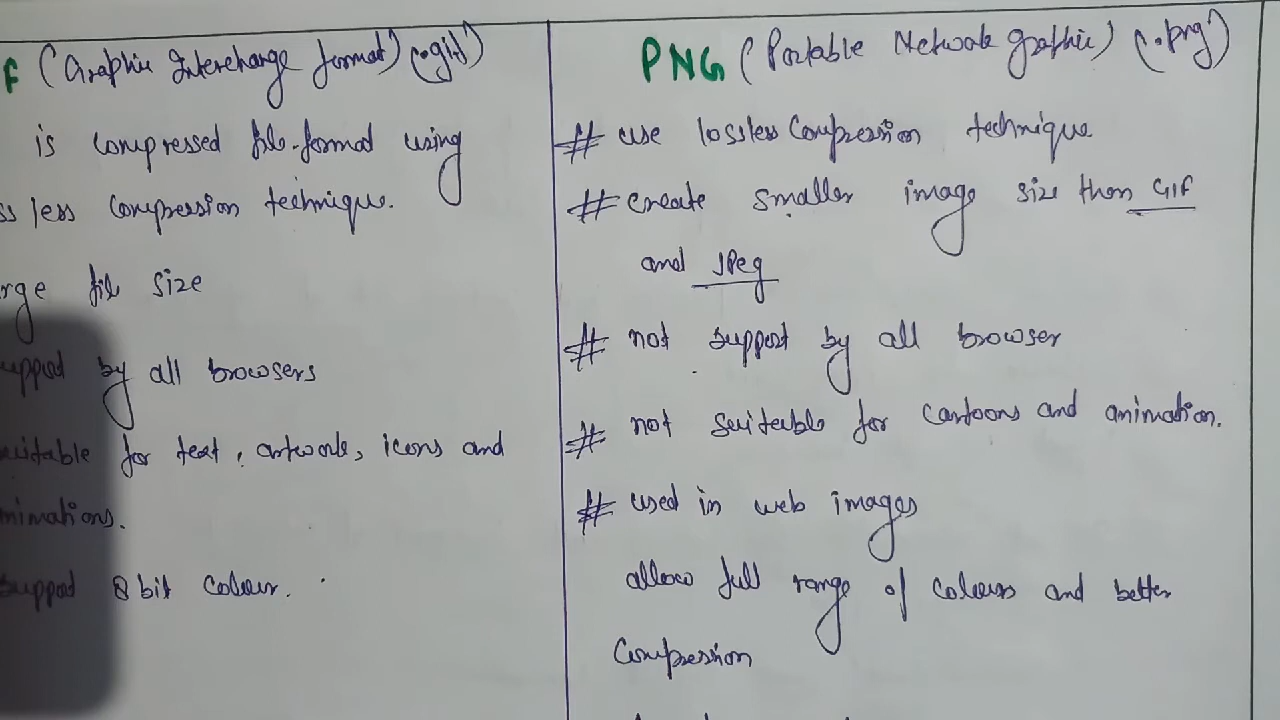 F (Graphic Interchange format) (.gif)
is compressed file-format using
ss less compression technique.
rge file size
upport by all browsers
uitable for text, artwork, icons and
nimations.
support 8 bit colour.
PNG (Portable Network graphic) (.png)
# use lossless compression technique
# create smaller image size than GIF
and JPeg
# not support by all browser
# not suitable for cartoons and animation.
# used in web images
allow full range of colours and better
compression